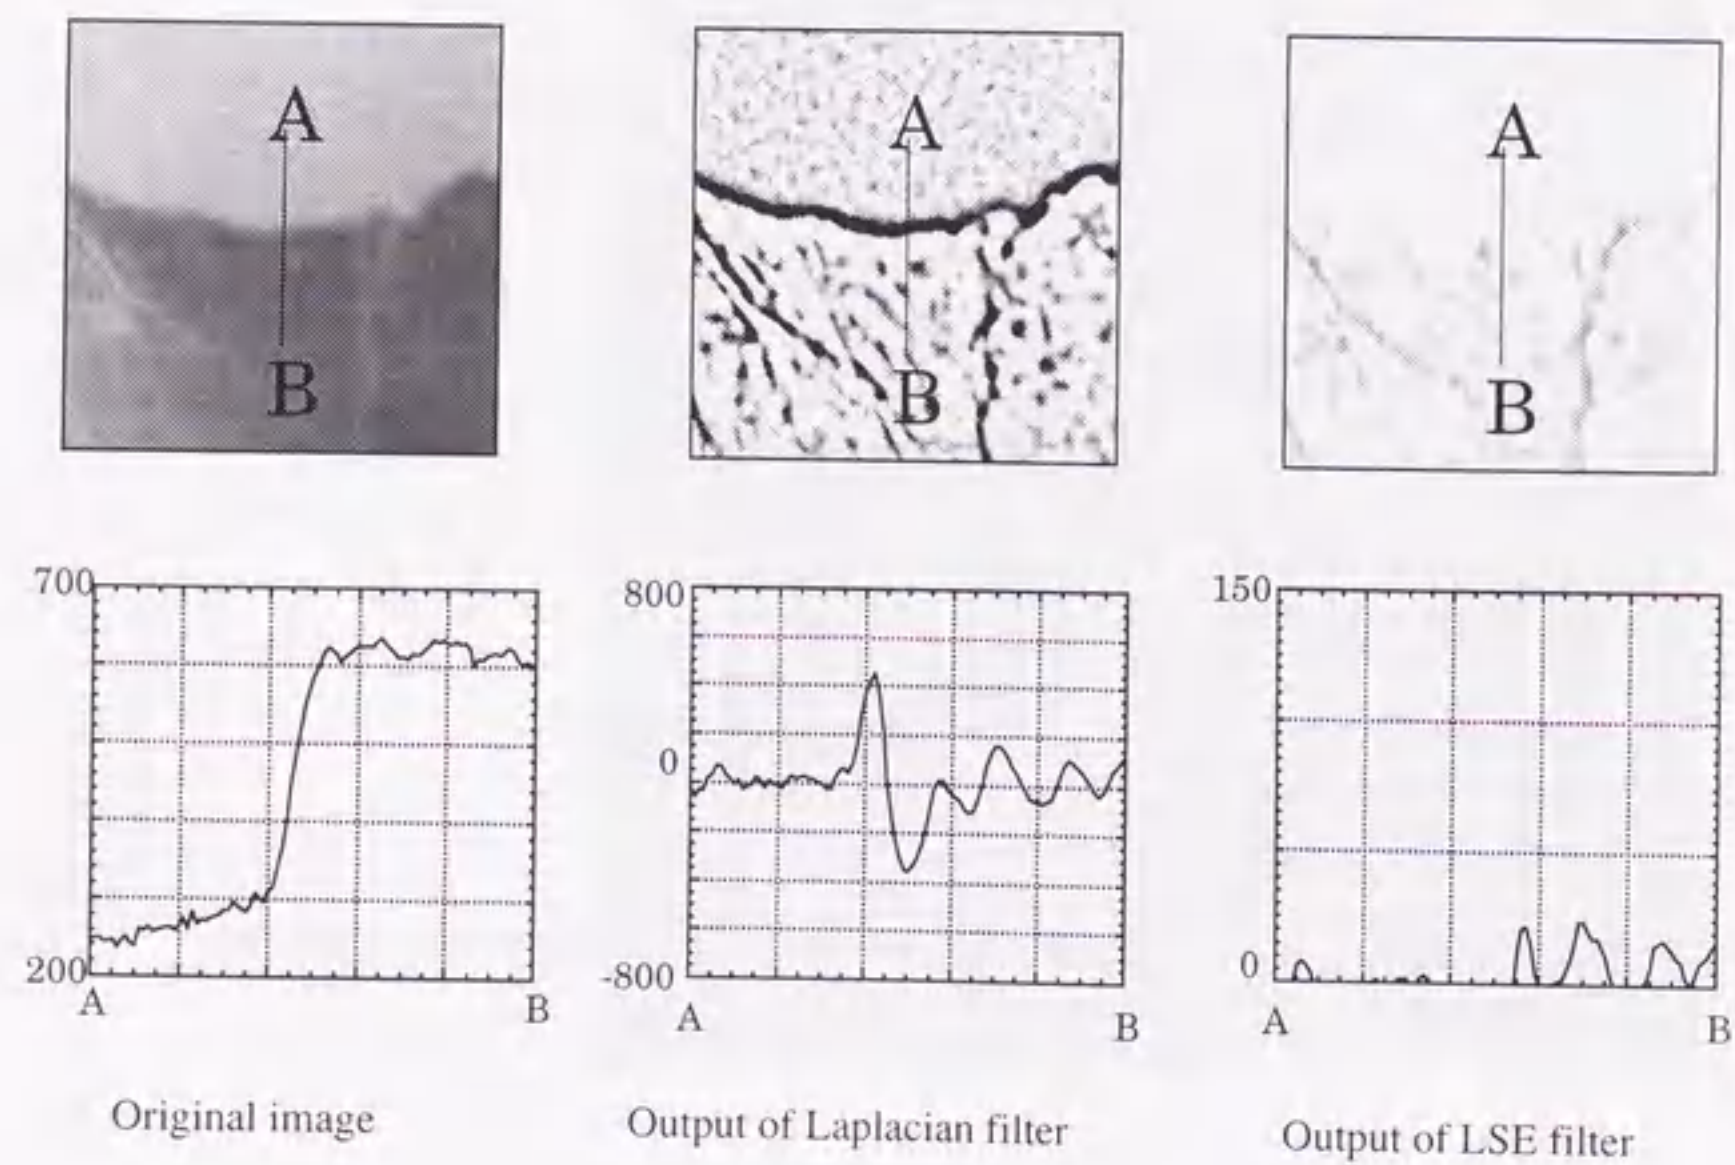 A
B
A
B
A
B
700
200
A
B
800
0
-800
A
B
150
0
A
B
Original image
Output of Laplacian filter
Output of LSE filter